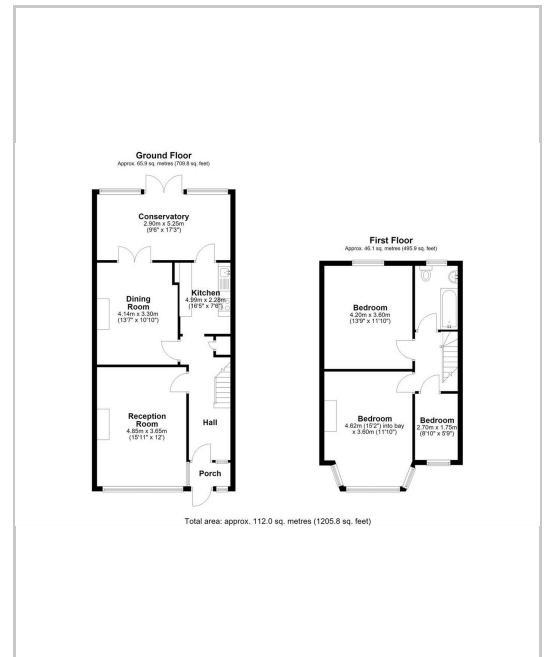 Ground Floor
Approx. 65.9 sq. metres (709.8 sq. feet)
Conservatory
2.90m x 5.25m
(9'6" x 17'3")
Dining
Room
4.14m x 3.30m
(13'7" x 10'10")
Kitchen
4.99m x 2.28m
(16'5" x 7'6")
Reception
Room
4.85m x 3.65m
(15'11" x 12')
Hall
Porch
First Floor
Approx. 46.1 sq. metres (495.9 sq. feet)
Bedroom
4.20m x 3.60m
(13'9" x 11'10")
Bedroom
4.62m (15'2") into bay
x 3.60m (11'10")
Bedroom
2.70m x 1.75m
(8'10" x 5'9")
Total area: approx. 112.0 sq. metres (1205.8 sq. feet)